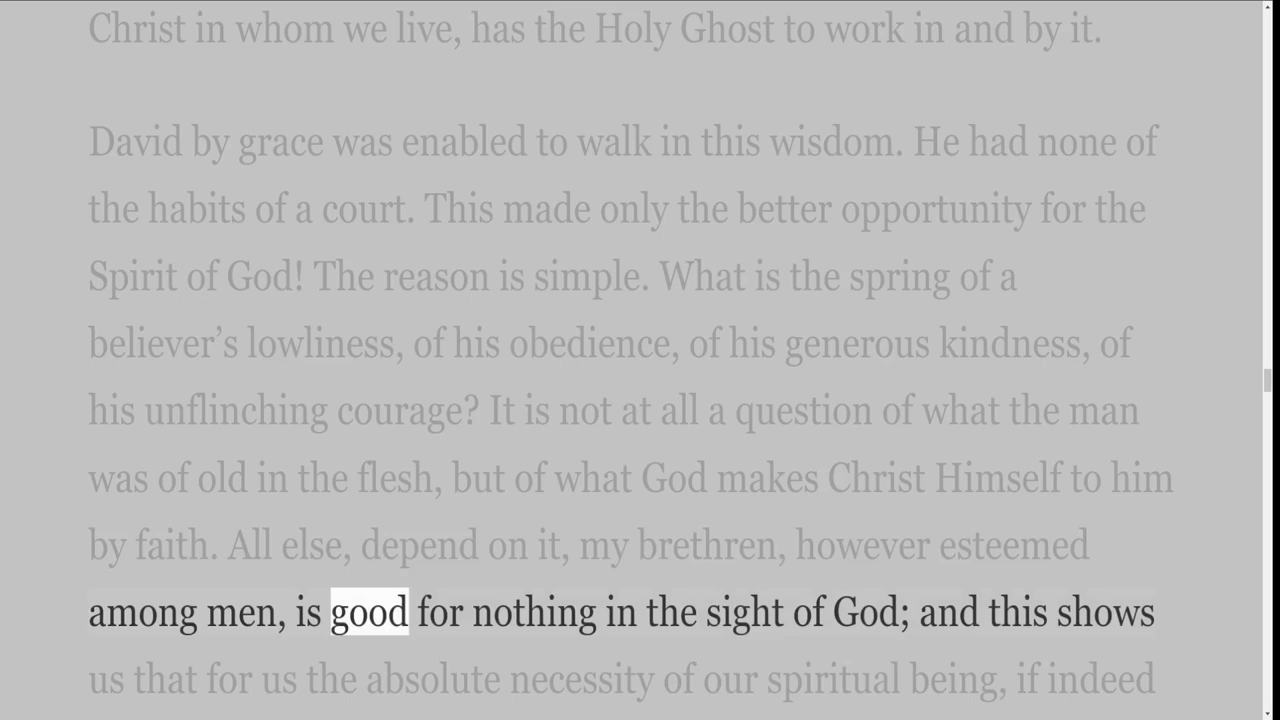 Christ in whom we live, has the Holy Ghost to work in and by it.
David by grace was enabled to walk in this wisdom. He had none of
the habits of a court. This made only the better opportunity for the
Spirit of God! The reason is simple. What is the spring of a
believer’s lowliness, of his obedience, of his generous kindness, of
his unflinching courage? It is not at all a question of what the man
was of old in the flesh, but of what God makes Christ Himself to him
by faith. All else, depend on it, my brethren, however esteemed
among men, is good for nothing in the sight of God; and this shows
us that for us the absolute necessity of our spiritual being, if indeed